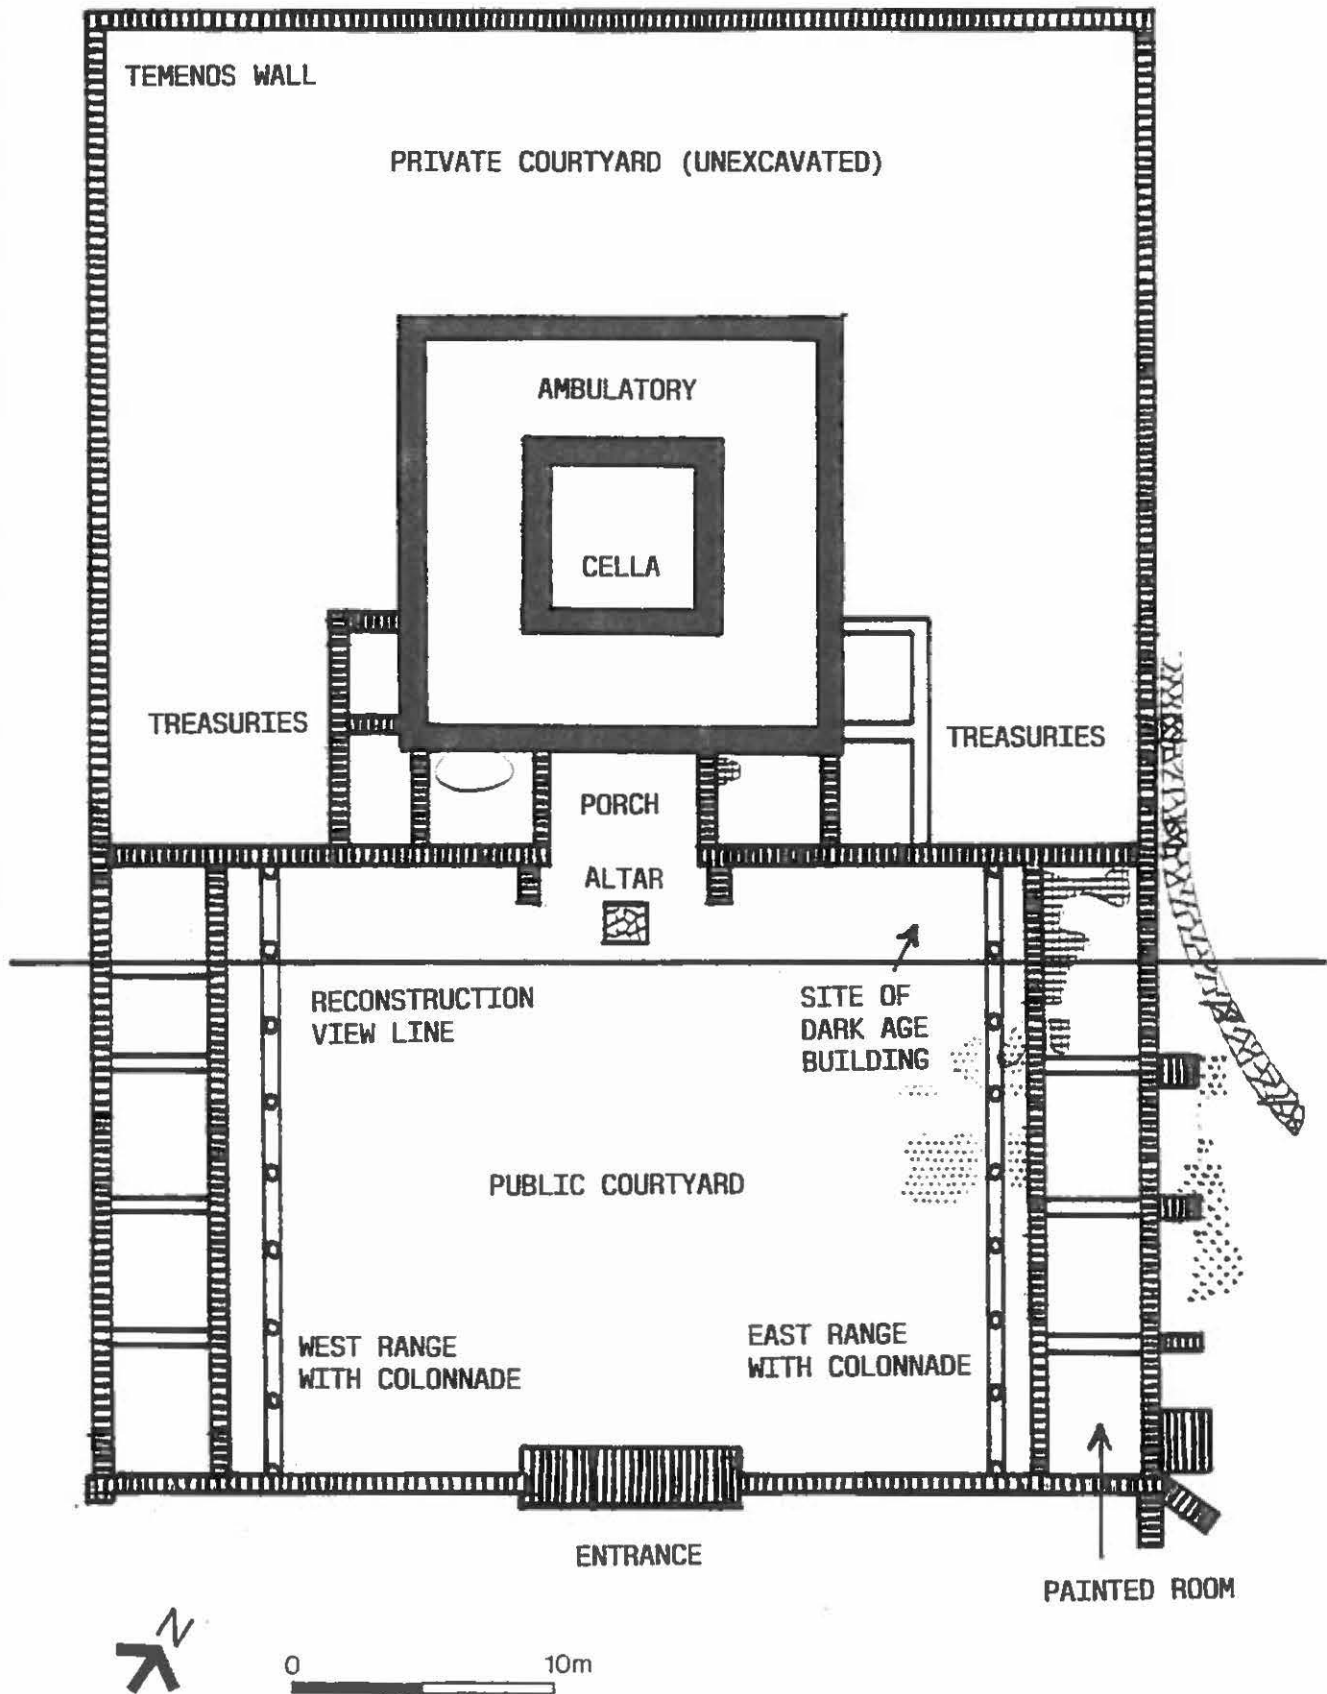 TEMENOS WALL
PRIVATE COURTYARD (UNEXCAVATED)
AMBULATORY
CELLA
TREASURIES
TREASURIES
PORCH
ALTAR
RECONSTRUCTION
VIEW LINE
SITE OF
DARK AGE
BUILDING
PUBLIC COURTYARD
WEST RANGE
WITH COLONNADE
EAST RANGE
WITH COLONNADE
ENTRANCE
PAINTED ROOM
N
0 10m